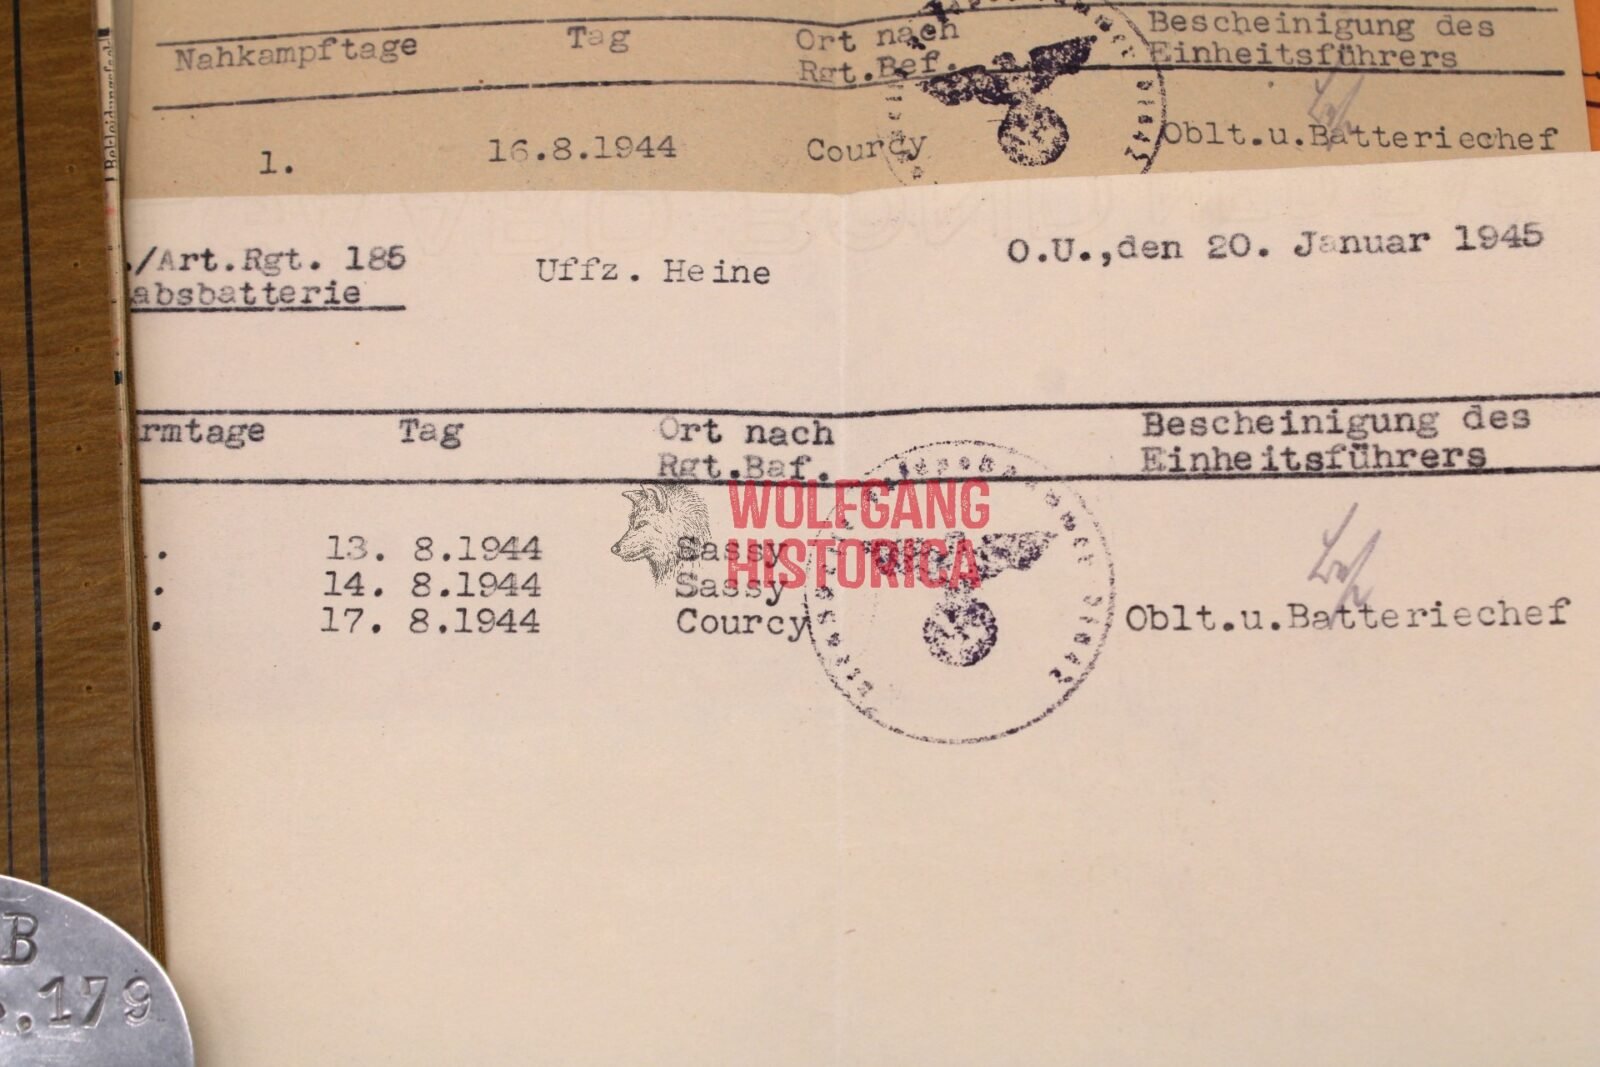 Nahkampftage Tag Ort nach Rgt.Bef. Bescheinigung des Einheitsführers
1. 16.8.1944 Courcy Oblt.u.Batteriechef
./Art.Rgt. 185 Uffz. Heine O.U.,den 20. Januar 1945
absbatterie
rmtage Tag Ort nach Rgt.Baf. Bescheinigung des Einheitsführers
. 13. 8.1944 Sassy
. 14. 8.1944 Sassy
. 17. 8.1944 Courcy Oblt.u.Batteriechef
WOLFGANG
HISTORICA
B
.179